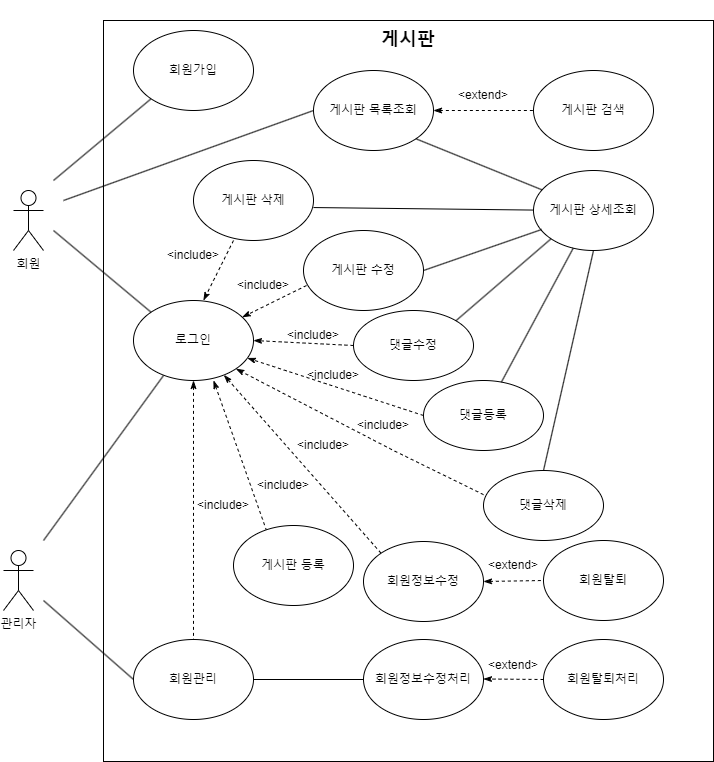 게시판
회원가입
게시판 목록조회
<extend>
게시판 검색
게시판 삭제
게시판 상세조회
회원
<include>
게시판 수정
<include>
로그인
<include>
댓글수정
<include>
댓글등록
<include>
<include>
<include>
<include>
댓글삭제
게시판 등록
회원정보수정
<extend>
회원탈퇴
관리자
회원관리
회원정보수정처리
<extend>
회원탈퇴처리